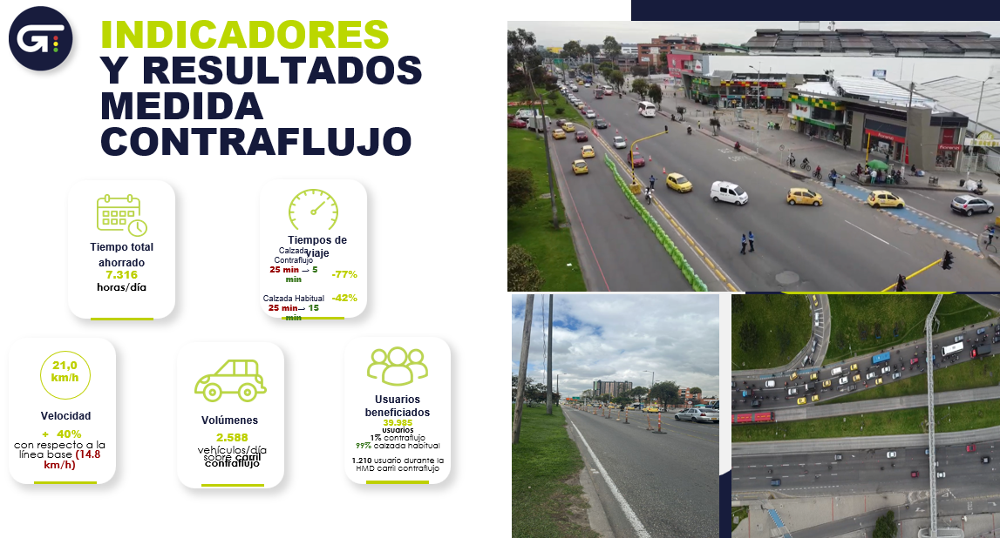 INDICADORES
Y RESULTADOS
MEDIDA
CONTRAFLUJO
Tiempo total
ahorrado
7.316
horas/día
Tiempos de
viaje
Calzada
Contraflujo
25 min → 5
min
-77%
Calzada Habitual
25 min→ 15
min
-42%
21,0
km/h
Velocidad
+ 40%
con respecto a la
línea base (14.8
km/h)
Volúmenes
2.588
vehículos/día
sobre carril
contraflujo
Usuarios
beneficiados
39.985
usuarios
1% contraflujo
99% calzada habitual
1.210 usuario durante la
HMD carril contraflujo